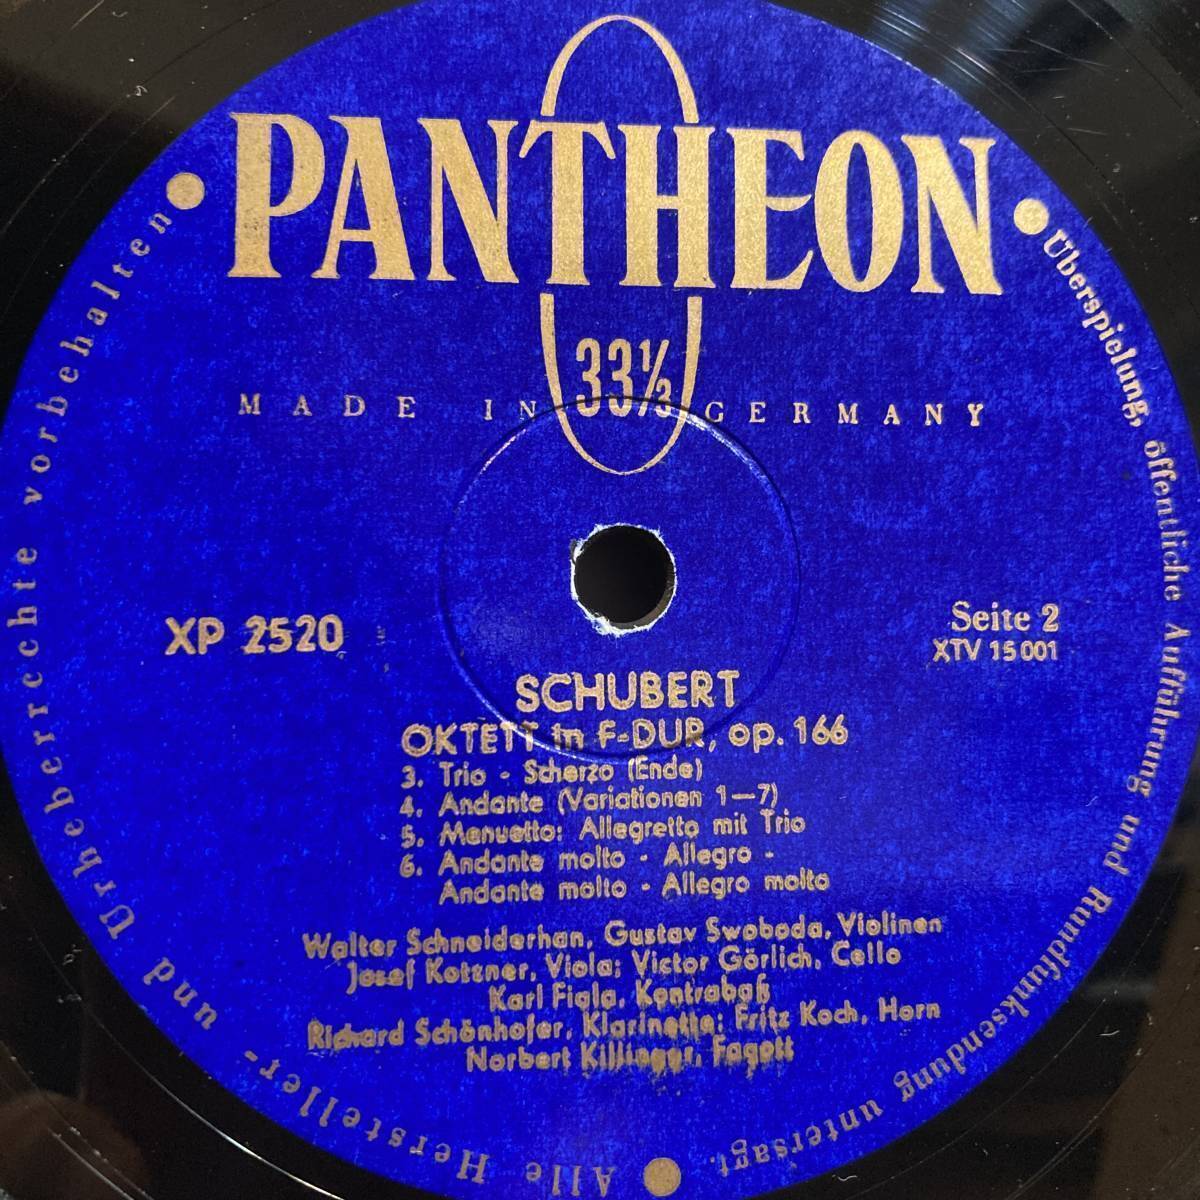 PANTHEON
33⅓
MADE IN GERMANY
XP 2520
Seite 2
XTV 15 001
SCHUBERT
OKTETT in F-DUR, op. 166
3. Trio - Scherzo (Ende)
4. Andante (Variationen 1—7)
5. Menuetto: Allegretto mit Trio
6. Andante molto - Allegro -
Andante molto - Allegro molto
Walter Schneiderhan, Gustav Swoboda, Violinen
Josef Kotzner, Viola; Victor Görlich, Cello
Karl Fiala, Kontrabaß
Richard Schönhofer, Klarinette; Fritz Koch, Horn
Norbert Killinger, Fagott
Alle Hersteller- und Urheberrechte vorbehalten
Überspielung, öffentliche Aufführung und Rundfunksendung untersagt.